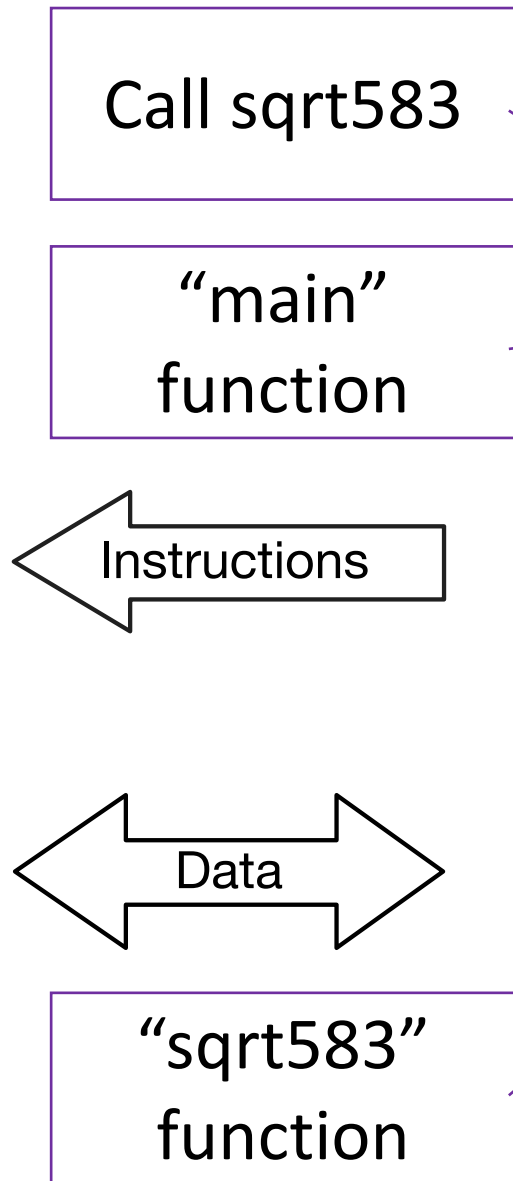 Call sqrt583
“main”
function
Instructions
Data
“sqrt583”
function